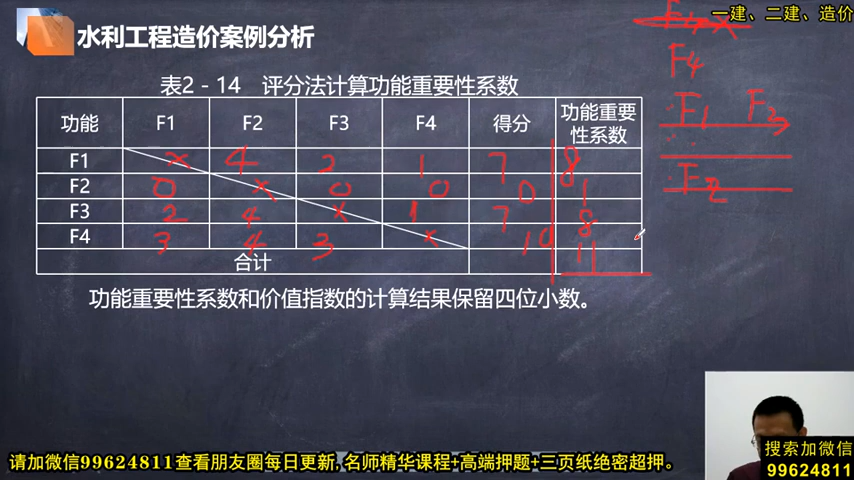 一建、二建、造价
水利工程造价案例分析
F4
F1 F3
F2
表2－14 评分法计算功能重要性系数
功能 F1 F2 F3 F4 得分 功能重要性系数
F1 × 4 2 1 7 8
F2 0 × 0 0 0 1
F3 2 4 × 1 7 8
F4 3 4 3 × 10 11
合计
功能重要性系数和价值指数的计算结果保留四位小数。
搜索加微信
99624811
请加微信99624811查看朋友圈每日更新,名师精华课程+高端押题+三页纸绝密超押。